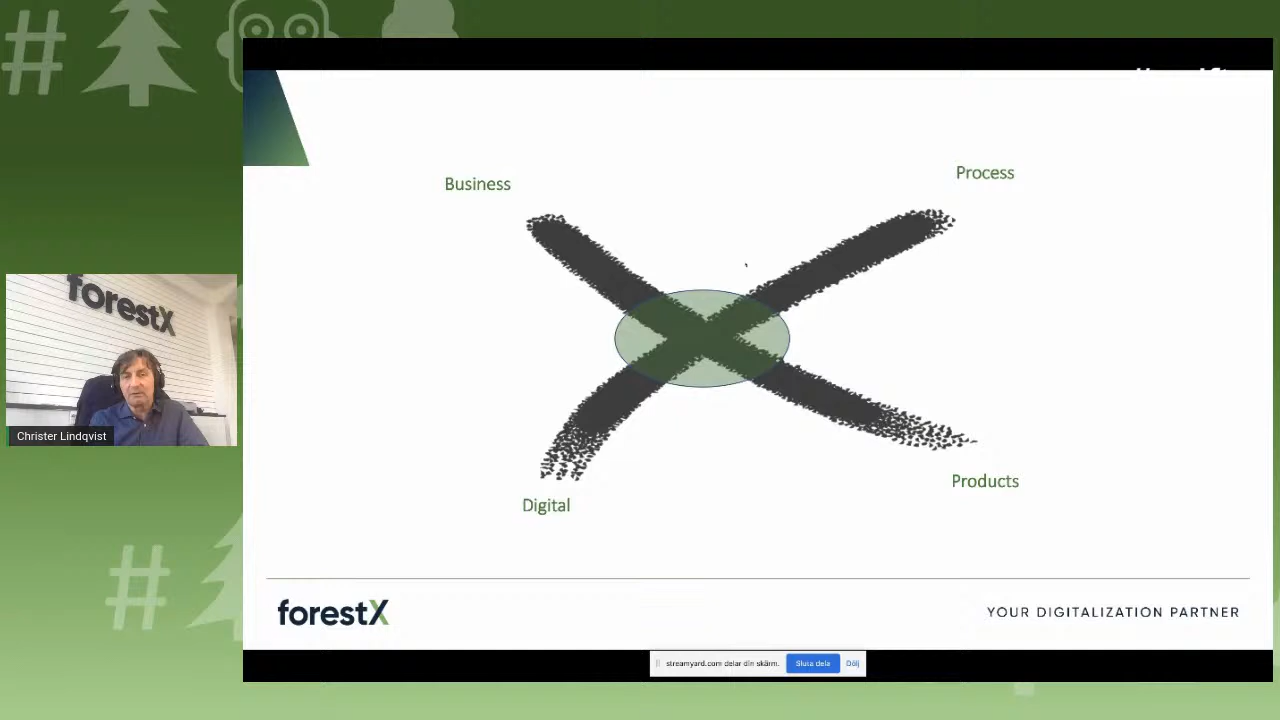 Business
Process
forestX
Christer Lindqvist
Digital
Products
forestX
YOUR DIGITALIZATION PARTNER
streamyard.com delar din skärm.
Sluta dela
Dölj